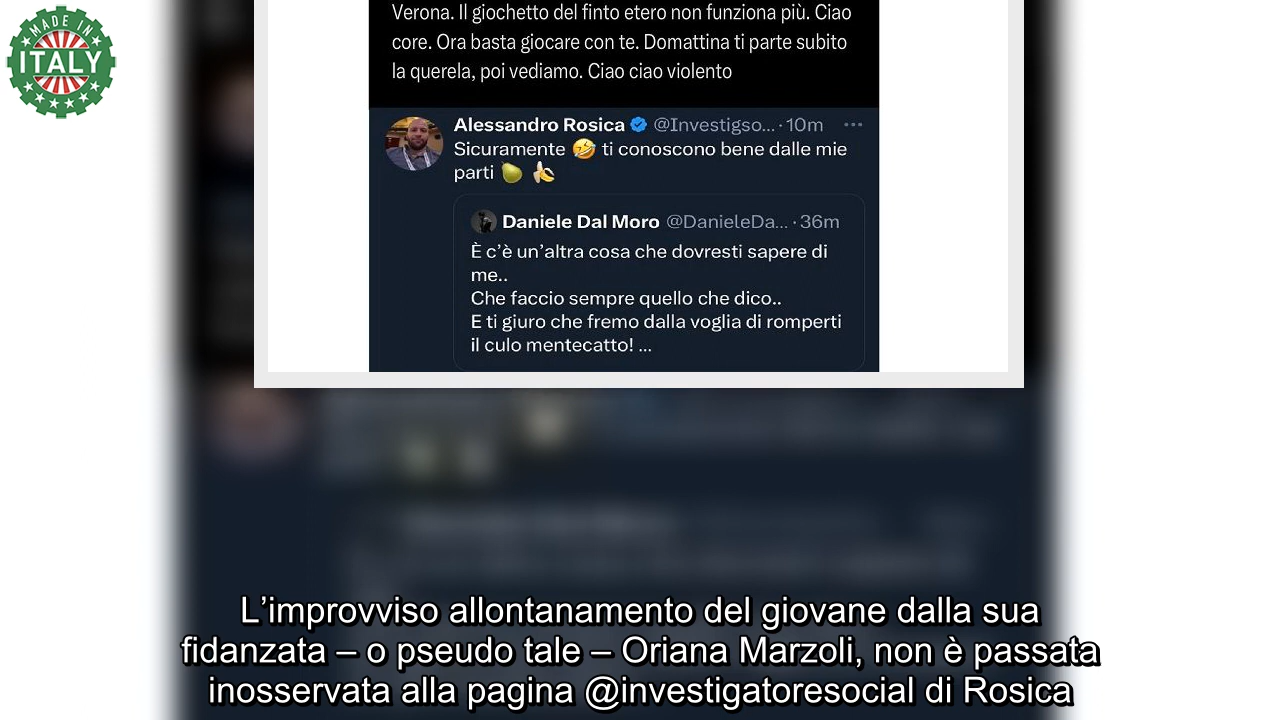 MADE IN
ITALY
Verona. Il giochetto del finto etero non funziona più. Ciao
core. Ora basta giocare con te. Domattina ti parte subito
la querela, poi vediamo. Ciao ciao violento
Alessandro Rosica @Investigso... · 10m ...
Sicuramente 🤣 ti conoscono bene dalle mie
parti 🍐 🍌
Daniele Dal Moro @DanieleDa... · 36m
È c’è un’altra cosa che dovresti sapere di
me..
Che faccio sempre quello che dico..
E ti giuro che fremo dalla voglia di romperti
il culo mentecatto! ...
L’improvviso allontanamento del giovane dalla sua
fidanzata – o pseudo tale – Oriana Marzoli, non è passata
inosservata alla pagina @investigatoresocial di Rosica